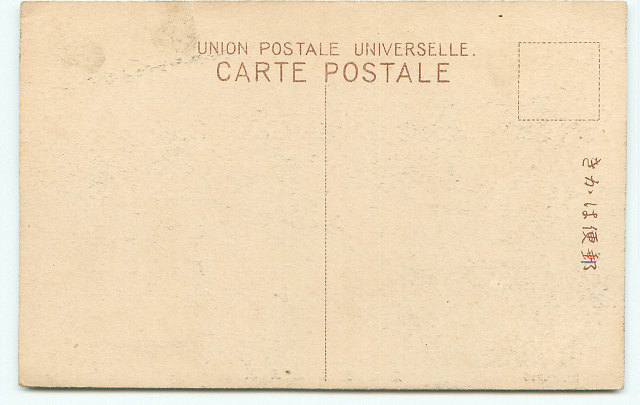 UNION POSTALE UNIVERSELLE.
CARTE POSTALE
きかは便郵